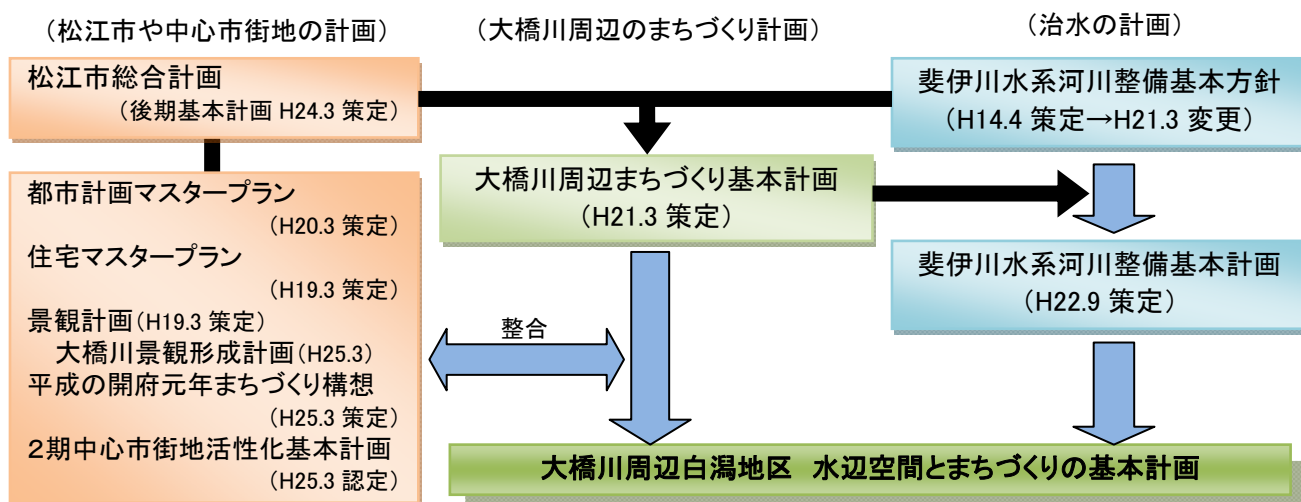 (松江市や中心市街地の計画)
松江市総合計画
(後期基本計画 H24.3 策定)
都市計画マスタープラン
(H20.3 策定)
住宅マスタープラン
(H19.3 策定)
景観計画(H19.3 策定)
大橋川景観形成計画(H25.3)
平成の開府元年まちづくり構想
(H25.3 策定)
2期中心市街地活性化基本計画
(H25.3 認定)
(大橋川周辺のまちづくり計画)
大橋川周辺まちづくり基本計画
(H21.3 策定)
整合
(治水の計画)
斐伊川水系河川整備基本方針
(H14.4 策定→H21.3 変更)
斐伊川水系河川整備基本計画
(H22.9 策定)
大橋川周辺白潟地区 水辺空間とまちづくりの基本計画